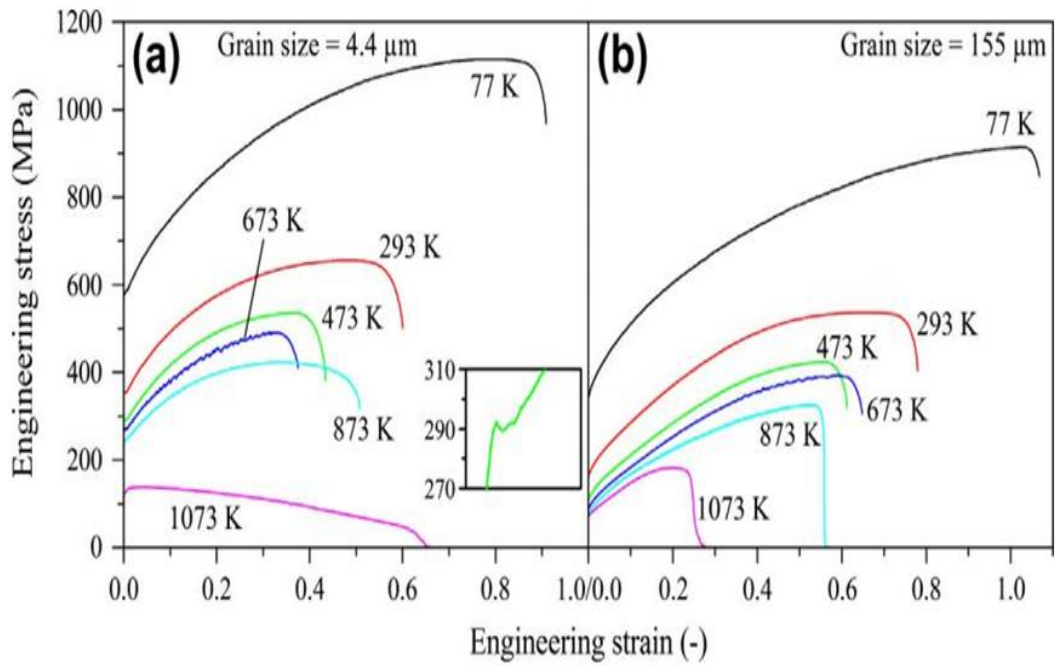 1200
1000
800
600
400
200
0
Engineering stress (MPa)
(a)
Grain size = 4.4 µm
77 K
673 K
293 K
473 K
873 K
1073 K
310
290
270
(b)
Grain size = 155 µm
77 K
293 K
473 K
673 K
873 K
1073 K
0.0 0.2 0.4 0.6 0.8 1.0/0.0 0.2 0.4 0.6 0.8 1.0
Engineering strain (-)